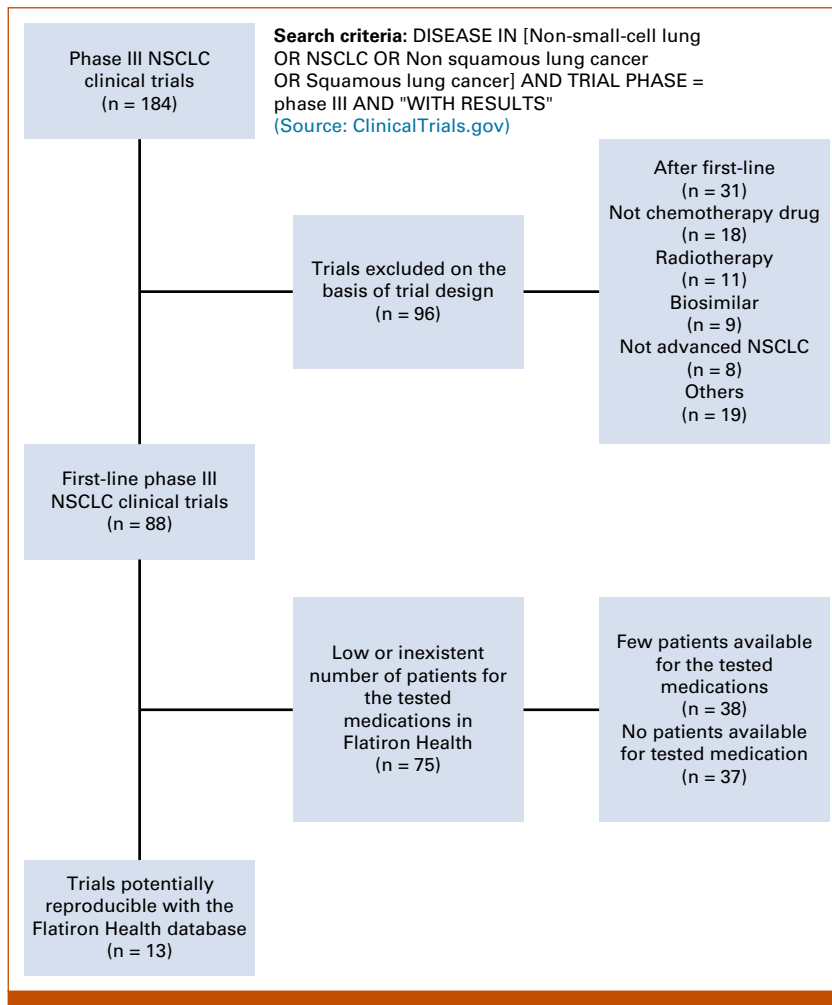 Phase III NSCLC
clinical trials
(n = 184)
Search criteria: DISEASE IN [Non-small-cell lung
OR NSCLC OR Non squamous lung cancer
OR Squamous lung cancer] AND TRIAL PHASE =
phase III AND "WITH RESULTS"
(Source: ClinicalTrials.gov)
Trials excluded on the
basis of trial design
(n = 96)
After first-line
(n = 31)
Not chemotherapy drug
(n = 18)
Radiotherapy
(n = 11)
Biosimilar
(n = 9)
Not advanced NSCLC
(n = 8)
Others
(n = 19)
First-line phase III
NSCLC clinical trials
(n = 88)
Low or inexistent
number of patients for
the tested
medications in
Flatiron Health
(n = 75)
Few patients available
for the tested
medications
(n = 38)
No patients available
for tested medication
(n = 37)
Trials potentially
reproducible with the
Flatiron Health database
(n = 13)